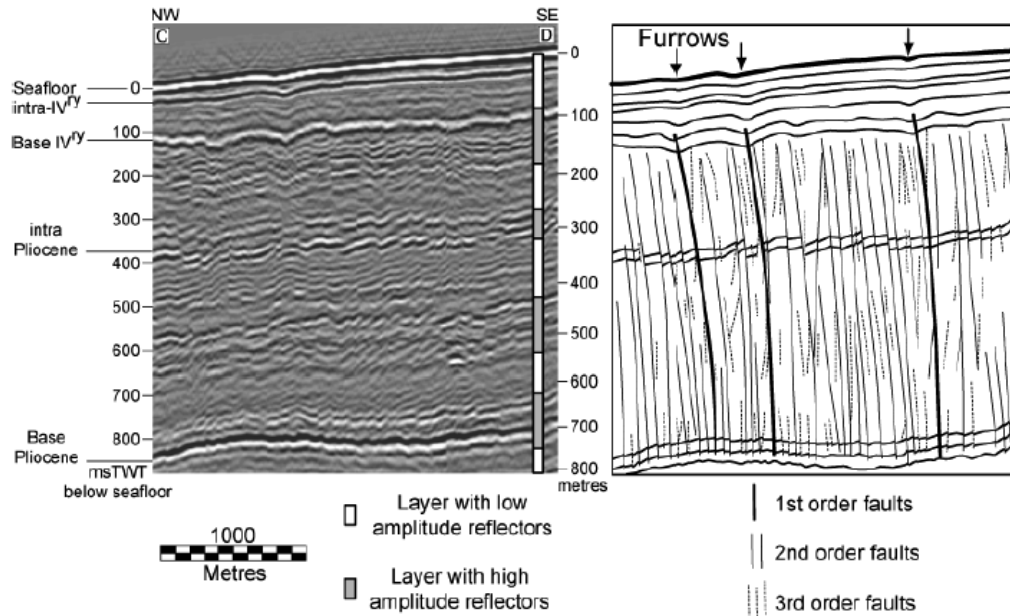 NW
SE
C
D
Furrows
Seafloor
intra-IVʳʸ
Base IVʳʸ
intra
Pliocene
Base
Pliocene
0
100
200
300
400
500
600
700
800
msTWT
below seafloor
0
100
200
300
400
500
600
700
800
metres
1000
Metres
Layer with low
amplitude reflectors
Layer with high
amplitude reflectors
1st order faults
2nd order faults
3rd order faults